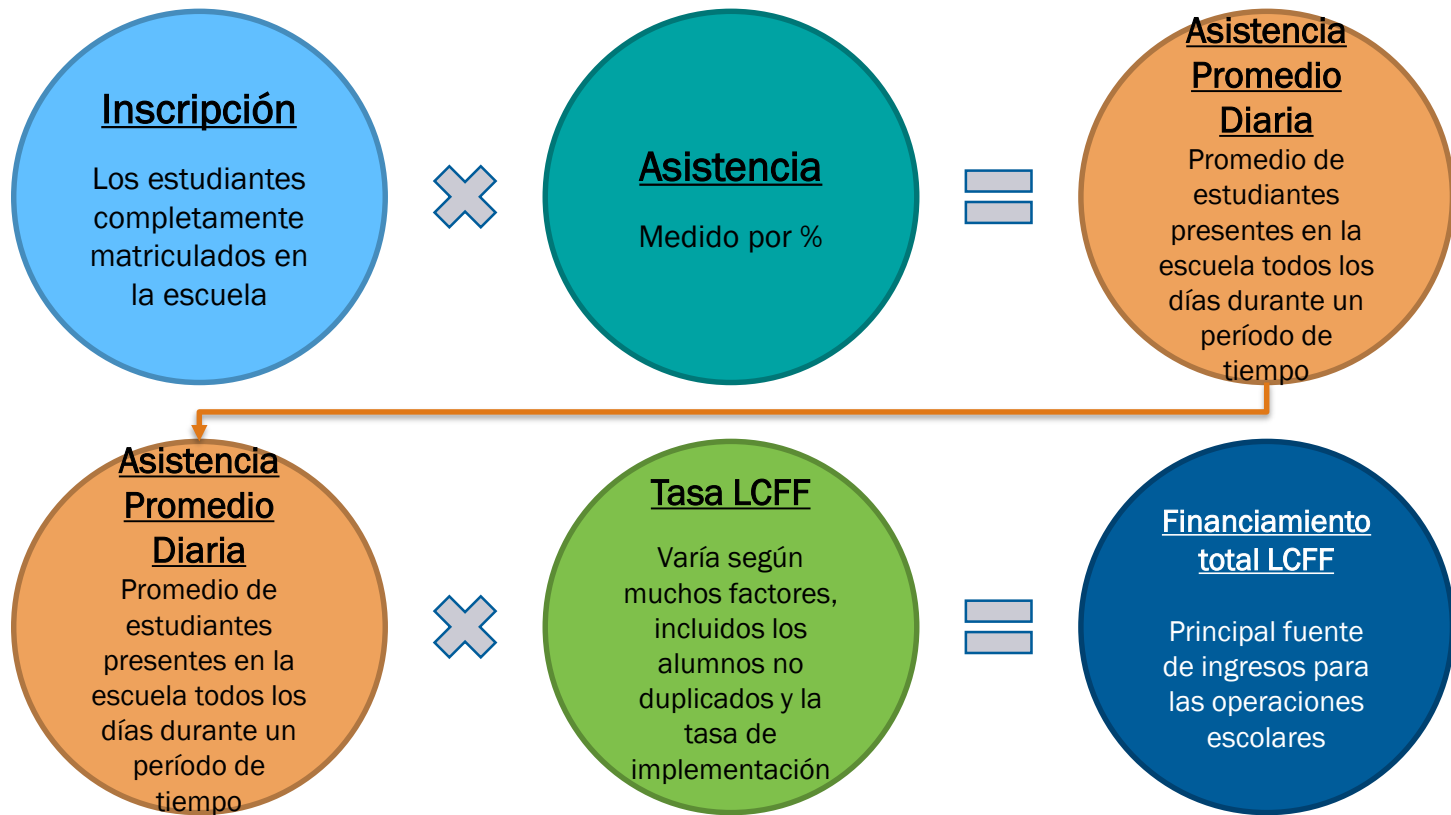 Inscripción
Los estudiantes
completamente
matriculados en
la escuela
Asistencia
Medido por %
Asistencia
Promedio
Diaria
Promedio de
estudiantes
presentes en la
escuela todos los
días durante un
período de
tiempo
Asistencia
Promedio
Diaria
Promedio de
estudiantes
presentes en la
escuela todos los
días durante un
período de
tiempo
Tasa LCFF
Varía según
muchos factores,
incluidos los
alumnos no
duplicados y la
tasa de
implementación
Financiamiento
total LCFF
Principal fuente
de ingresos para
las operaciones
escolares